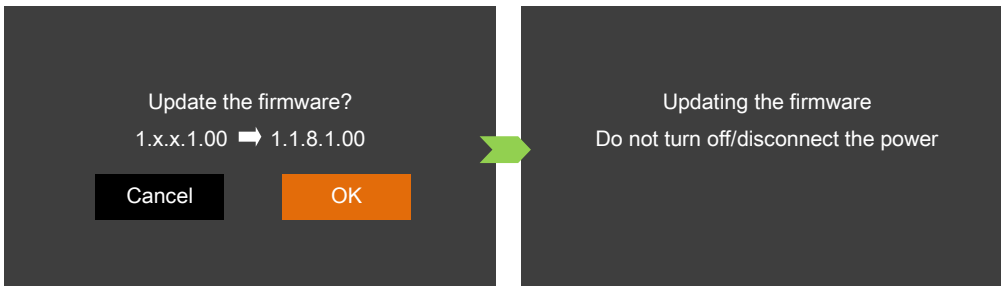 Update the firmware?
1.x.x.1.00 ➡ 1.1.8.1.00
Cancel
OK
Updating the firmware
Do not turn off/disconnect the power